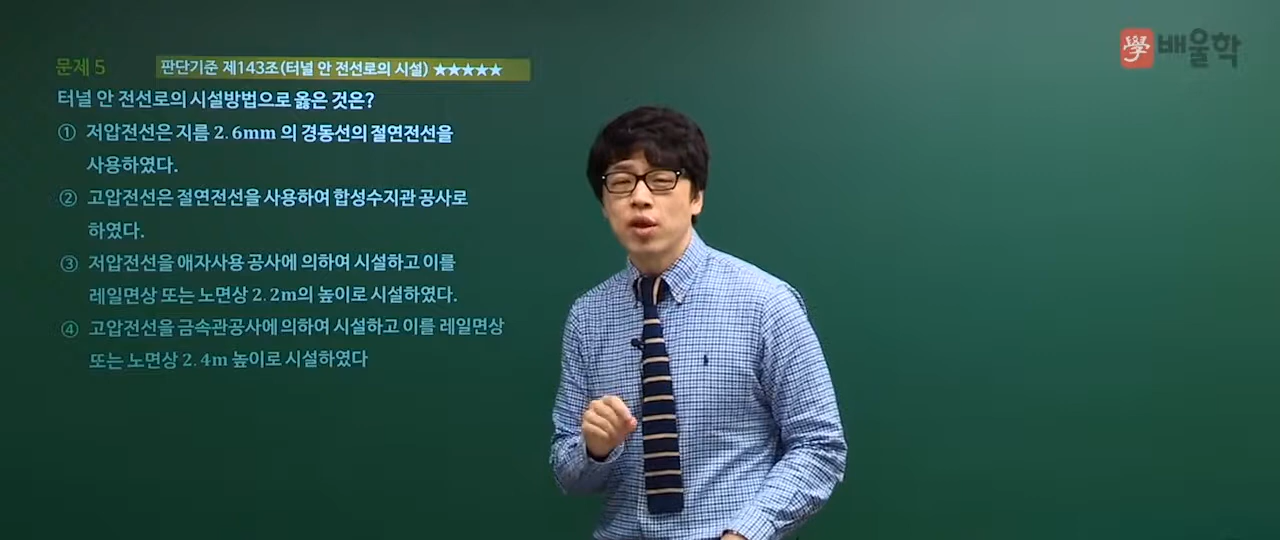 學 배울학
문제 5 판단기준 제143조(터널 안 전선로의 시설) ★★★★★
터널 안 전선로의 시설방법으로 옳은 것은?
① 저압전선은 지름 2.6mm 의 경동선의 절연전선을
사용하였다.
② 고압전선은 절연전선을 사용하여 합성수지관 공사로
하였다.
③ 저압전선을 애자사용 공사에 의하여 시설하고 이를
레일면상 또는 노면상 2.2m의 높이로 시설하였다.
④ 고압전선을 금속관공사에 의하여 시설하고 이를 레일면상
또는 노면상 2.4m 높이로 시설하였다